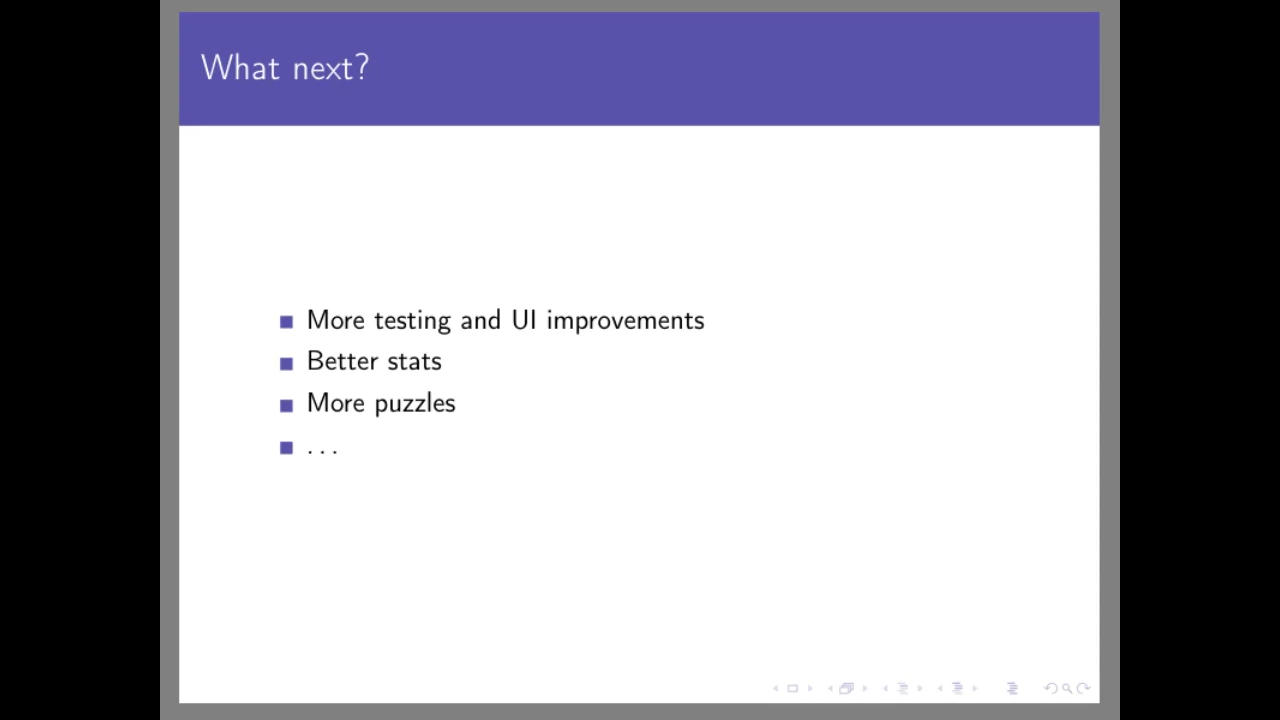 What next?
More testing and UI improvements
Better stats
More puzzles
. . .